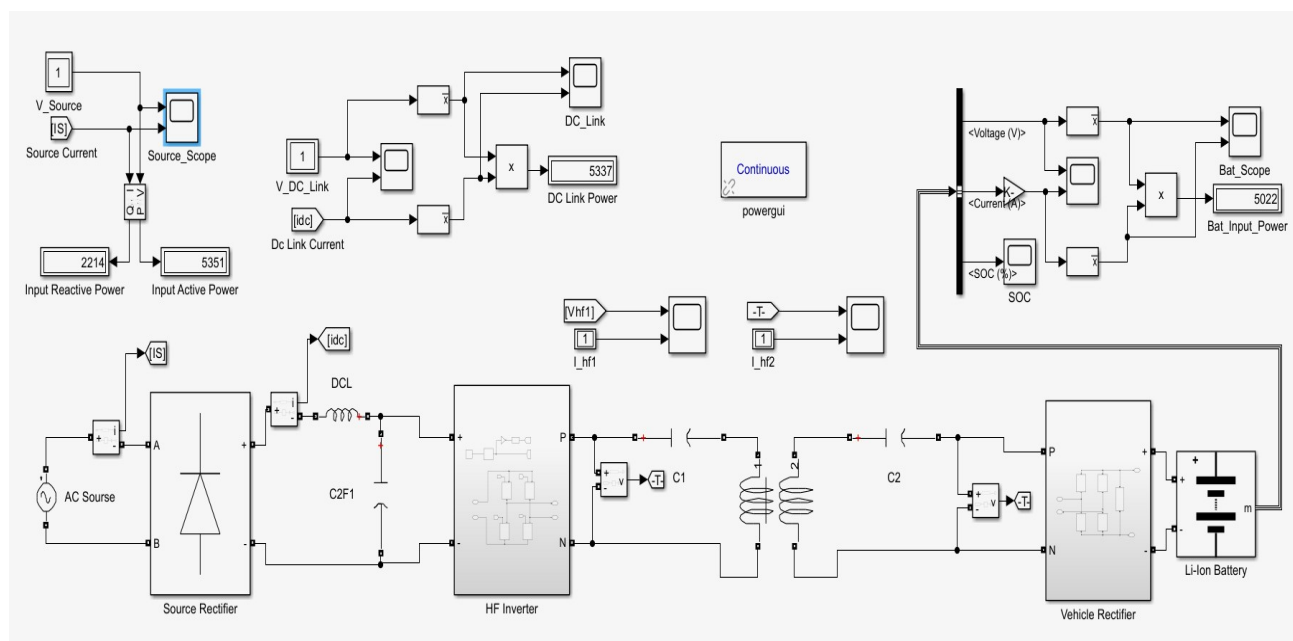 1
V_Source
[IS]
Source Current
Source_Scope
Q
P
I
V
2214
Input Reactive Power
5351
Input Active Power
x
DC_Link
1
V_DC_Link
x
5337
DC Link Power
[idc]
Dc Link Current
x
Continuous
powergui
<Voltage (V)>
x
Bat_Scope
<Current (A)>
K-
x
5022
Bat_Input_Power
<SOC (%)>
SOC
x
[Vhf1]
1
I_hf1
-T-
1
I_hf2
[IS]
[idc]
DCL
i
+
-
i
+
-
A
B
+
-
AC Sourse
Source Rectifier
C2F1
+
-
P
N
HF Inverter
+
-
v
-T-
C1
1
2
C2
+
-
v
-T-
P
N
+
-
Vehicle Rectifier
+
+
-
m
Li-Ion Battery